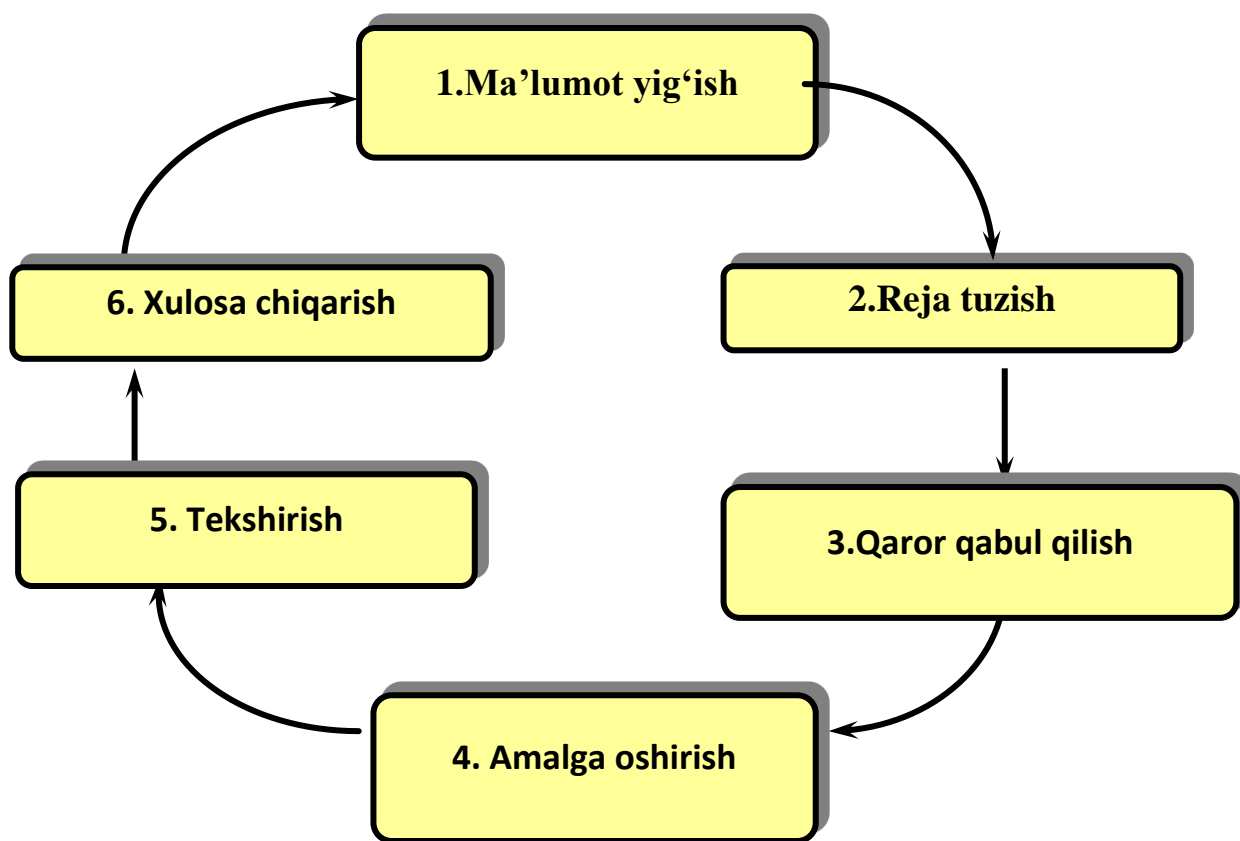 1.Ma’lumot yig‘ish
2.Reja tuzish
3.Qaror qabul qilish
4. Amalga oshirish
5. Tekshirish
6. Xulosa chiqarish